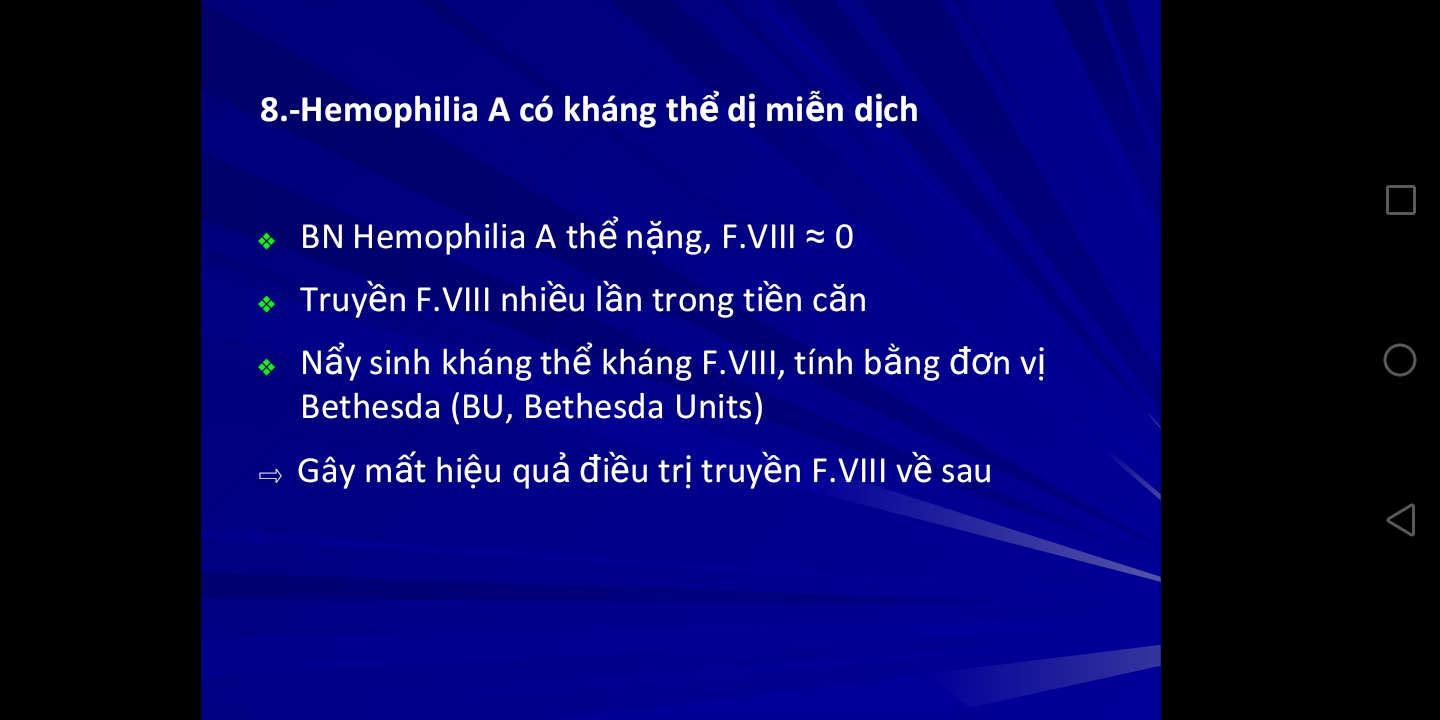 8.-Hemophilia A có kháng thể dị miễn dịch
❖ BN Hemophilia A thể nặng, F.VIII ≈ 0
❖ Truyền F.VIII nhiều lần trong tiền căn
❖ Nẩy sinh kháng thể kháng F.VIII, tính bằng đơn vị
Bethesda (BU, Bethesda Units)
⇨ Gây mất hiệu quả điều trị truyền F.VIII về sau